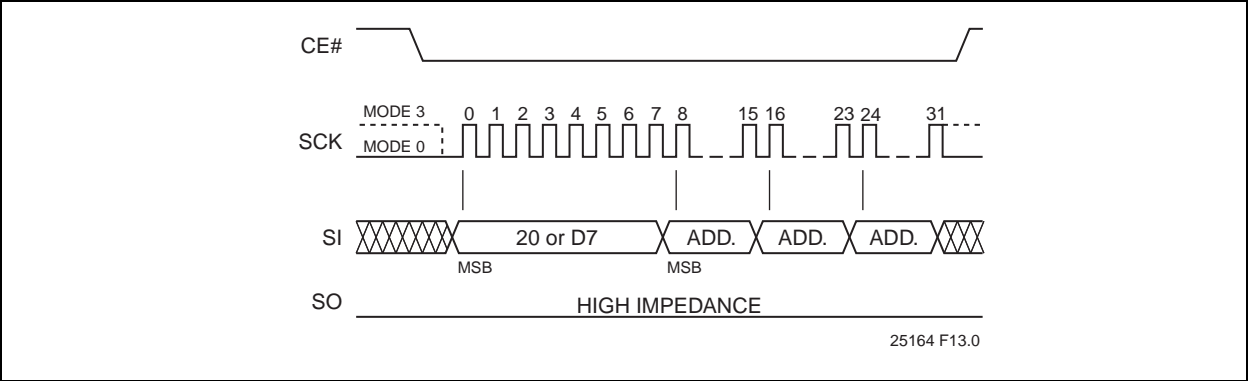 CE#
MODE 3
0 1 2 3 4 5 6 7 8 15 16 23 24 31
SCK
MODE 0
SI
20 or D7 ADD. ADD. ADD.
MSB MSB
SO
HIGH IMPEDANCE
25164 F13.0